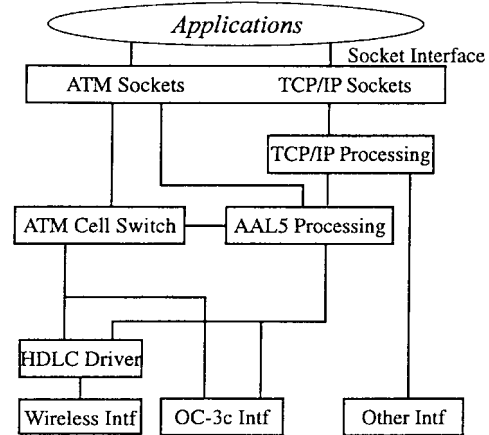 Applications
Socket Interface
ATM Sockets
TCP/IP Sockets
TCP/IP Processing
ATM Cell Switch
AAL5 Processing
HDLC Driver
Wireless Intf
OC-3c Intf
Other Intf